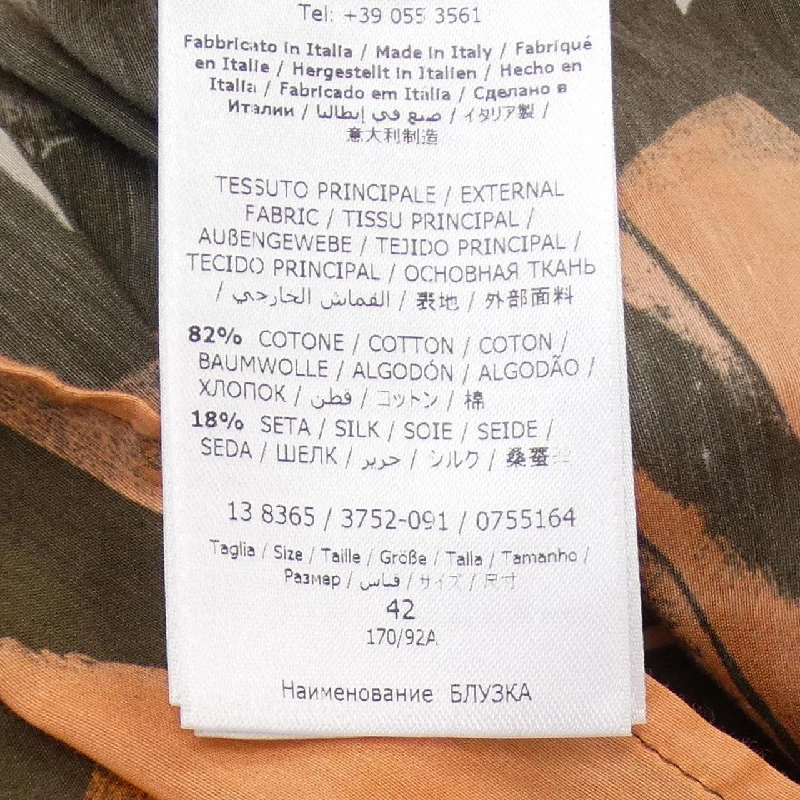 Tel: +39 055 3561
Fabbricato in Italia / Made in Italy / Fabriqué
en Italie / Hergestellt in Italien / Hecho en
Italia / Fabricado em Itália / Сделано в
Италии / صنع في إيطاليا / イタリア製 /
意大利制造
TESSUTO PRINCIPALE / EXTERNAL
FABRIC / TISSU PRINCIPAL /
AUßENGEWEBE / TEJIDO PRINCIPAL /
TECIDO PRINCIPAL / ОСНОВНАЯ ТКАНЬ
/ القماش الخارجي / 表地 / 外部面料
82% COTONE / COTTON / COTON /
BAUMWOLLE / ALGODÓN / ALGODÃO /
ХЛОПОК / قطن / コットン / 棉
18% SETA / SILK / SOIE / SEIDE /
SEDA / ШЕЛК / حرير / シルク / 桑蚕
13 8365 / 3752-091 / 0755164
Taglia / Size / Taille / Größe / Talla / Tamanho /
Размер / قياس / サイズ / 尺寸
42
170/92A
Наименование БЛУЗКА